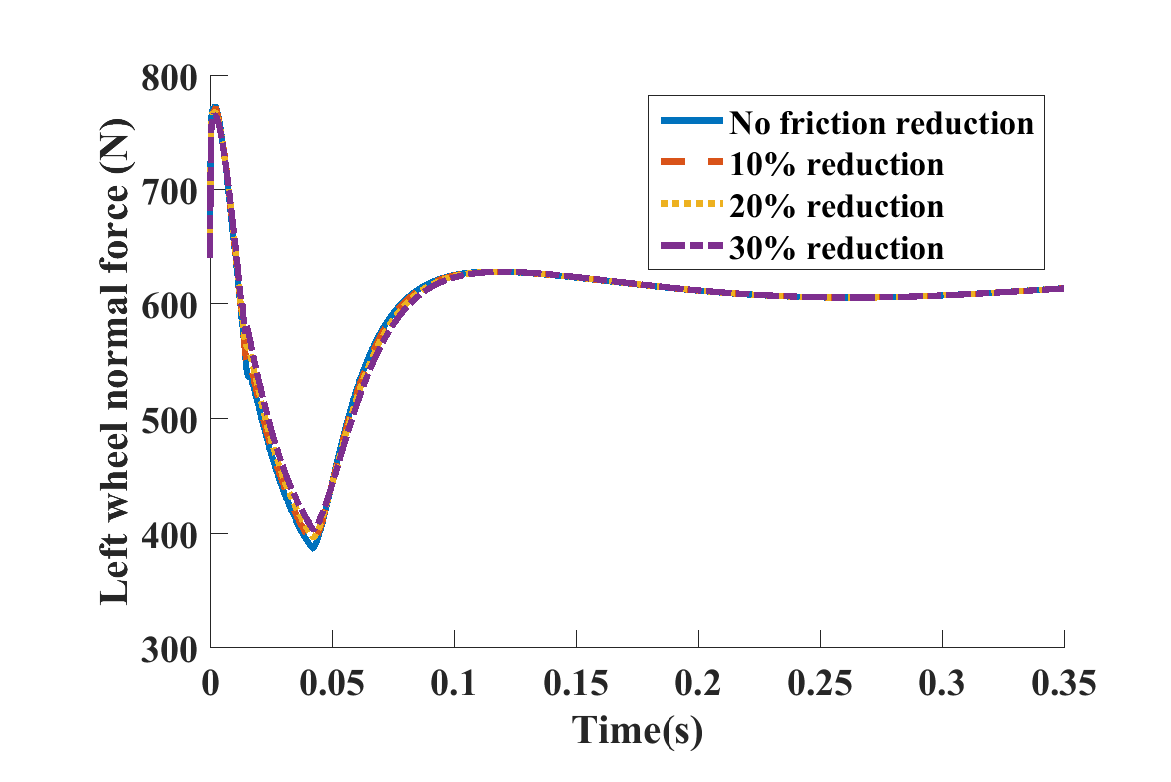 800
700
600
500
400
300
Left wheel normal force (N)
No friction reduction
10% reduction
20% reduction
30% reduction
0 0.05 0.1 0.15 0.2 0.25 0.3 0.35
Time(s)